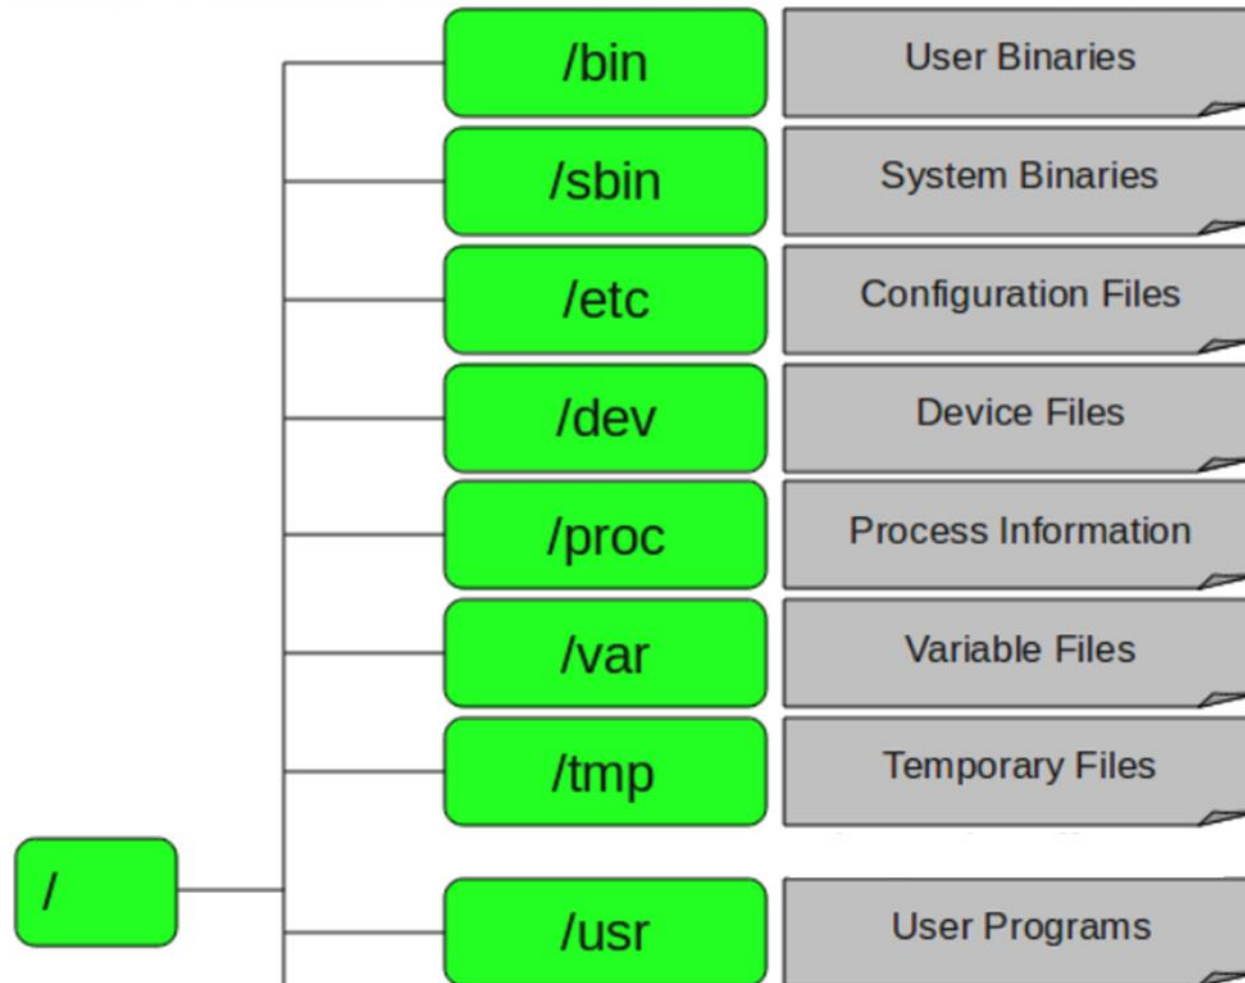 /bin User Binaries
/sbin System Binaries
/etc Configuration Files
/dev Device Files
/proc Process Information
/var Variable Files
/tmp Temporary Files
/
/usr User Programs